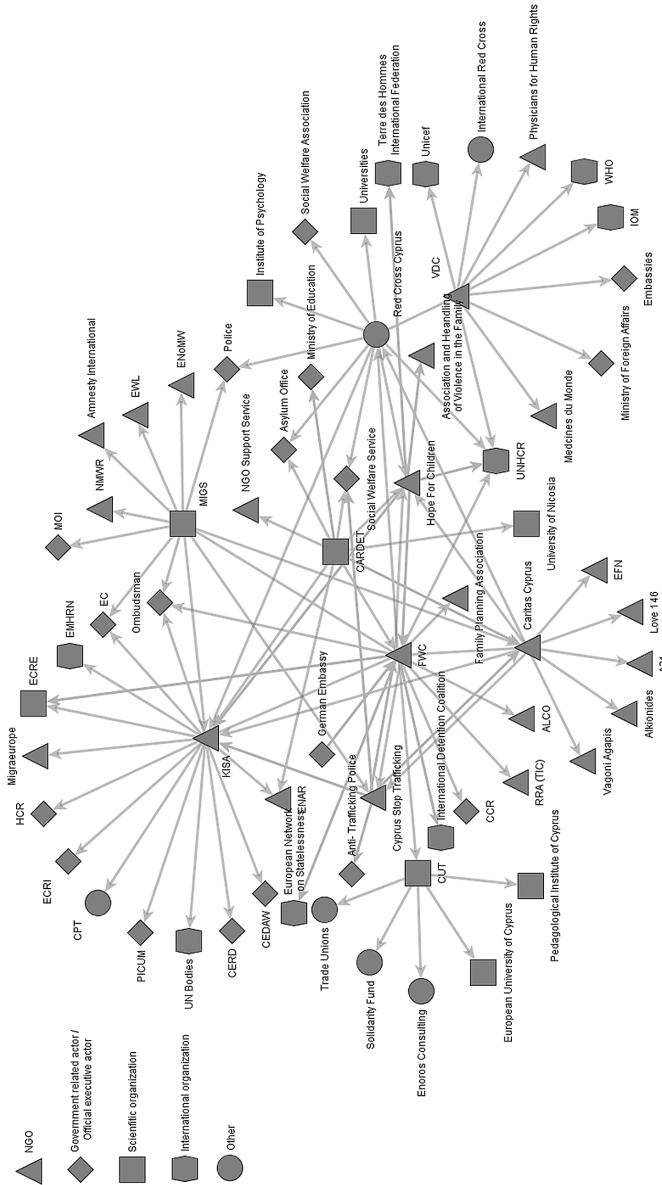 NGO
Government related actor /
Official executive actor
Scienfitic organization
International organization
Other
Migraeurope
HCR
ECRI
CPT
PICUM
UN Bodies
CERD
CEDAW
European Network
on Statelessness
ENAR
KISA
ECRE
EMHRN
EC
Ombudsman
MOI
NMWR
Amnesty International
EWL
ENoMW
Police
MIGS
NGO Support Service
Asylum Office
Ministry of Education
Institute of Psychology
Social Welfare Association
Universities
Terre des Hommes
International Federation
Unicef
International Red Cross
Physicians for Human Rights
WHO
IOM
Embassies
Ministry of Foreign Affairs
Medcines du Monde
VDC
Red Cross Cyprus
Association and Heandling
of Violence in the Family
Social Welfare Service
Hope For Children
UNHCR
CARDET
University of Nicosia
FWC
Family Planning Association
Caritas Cyprus
EFN
Love 146
Alkionides
Vagoni Agapis
ALCO
RRA (TIC)
CCR
International Detention Coalition
German Embassy
Anti- Trafficking Police
Cyprus Stop Trafficking
CUT
Trade Unions
Solidarity Fund
Enoros Consulting
European University of Cyprus
Pedagological Institute of Cyprus